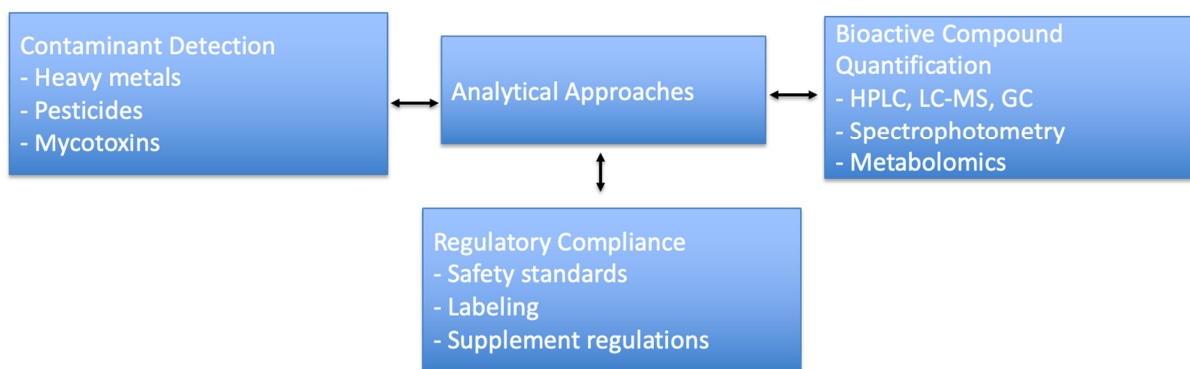 Contaminant Detection
- Heavy metals
- Pesticides
- Mycotoxins
Analytical Approaches
Bioactive Compound
Quantification
- HPLC, LC-MS, GC
- Spectrophotometry
- Metabolomics
Regulatory Compliance
- Safety standards
- Labeling
- Supplement regulations